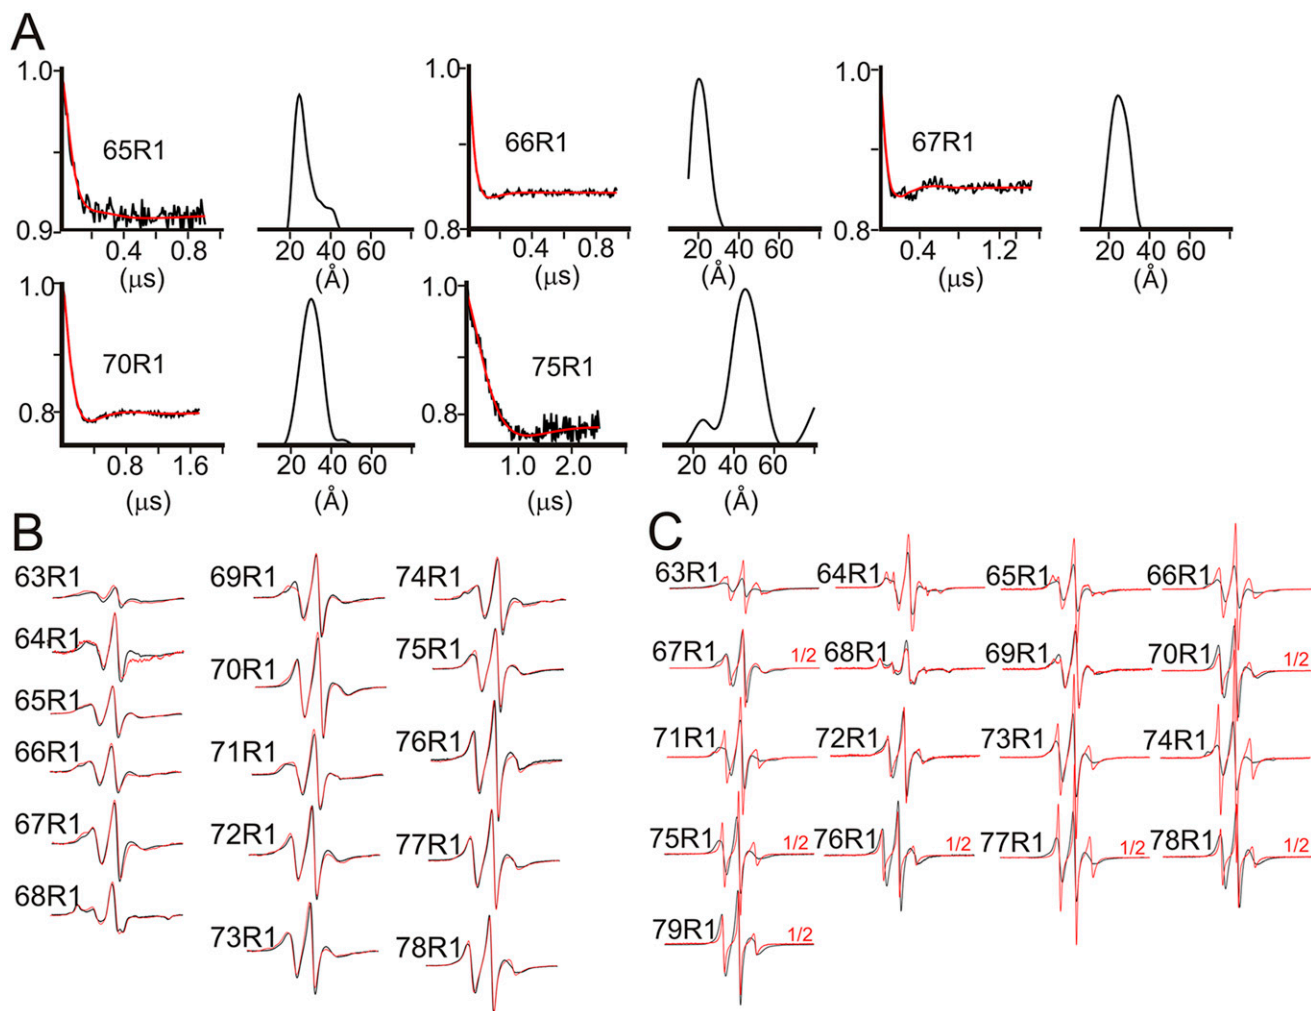 A
1.0
65R1
0.9
0.4 0.8
(μs)
20 40 60
(Å)
1.0
66R1
0.8
0.4 0.8
(μs)
20 40 60
(Å)
1.0
67R1
0.8
0.4 1.2
(μs)
20 40 60
(Å)
1.0
70R1
0.8
0.8 1.6
(μs)
20 40 60
(Å)
1.0
75R1
0.8
1.0 2.0
(μs)
20 40 60
(Å)
B
63R1
64R1
65R1
66R1
67R1
68R1
69R1
70R1
71R1
72R1
73R1
74R1
75R1
76R1
77R1
78R1
C
63R1 64R1 65R1 66R1
67R1 1/2 68R1 69R1 70R1 1/2
71R1 72R1 73R1 74R1
75R1 1/2 76R1 1/2 77R1 1/2 78R1 1/2
79R1 1/2